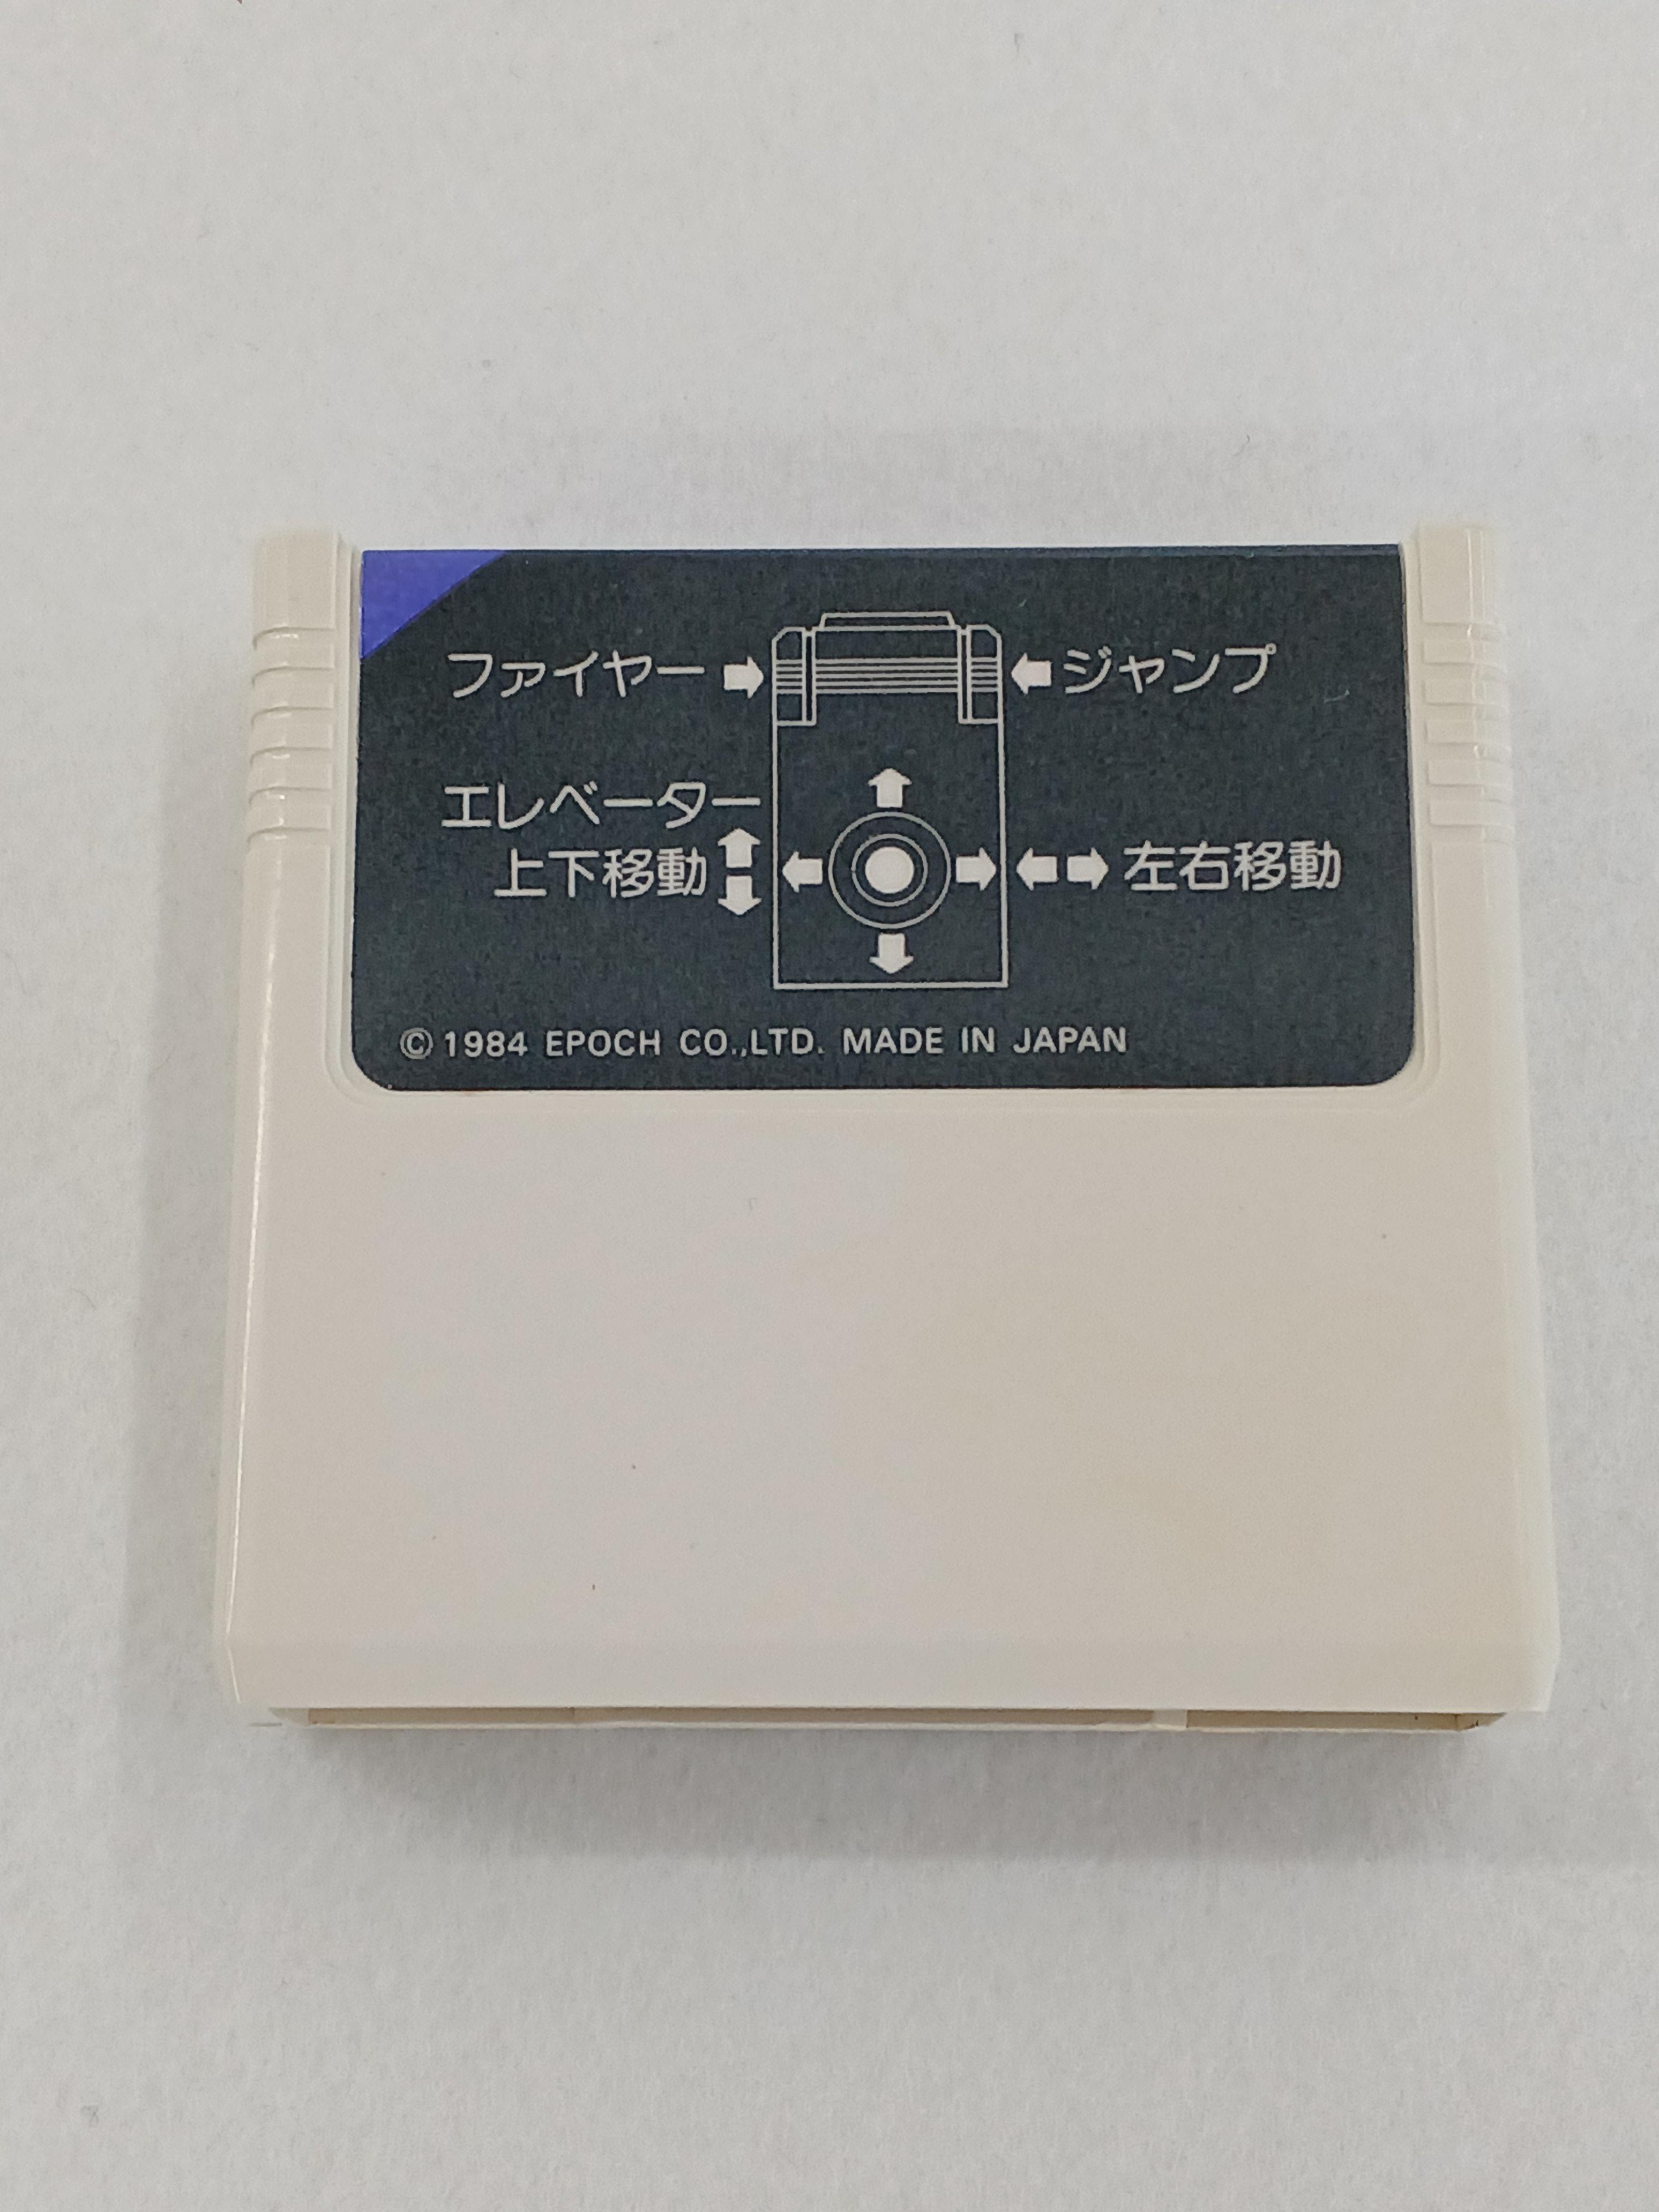 ファイヤー
ジャンプ
エレベーター
上下移動
左右移動
©1984 EPOCH CO.,LTD. MADE IN JAPAN